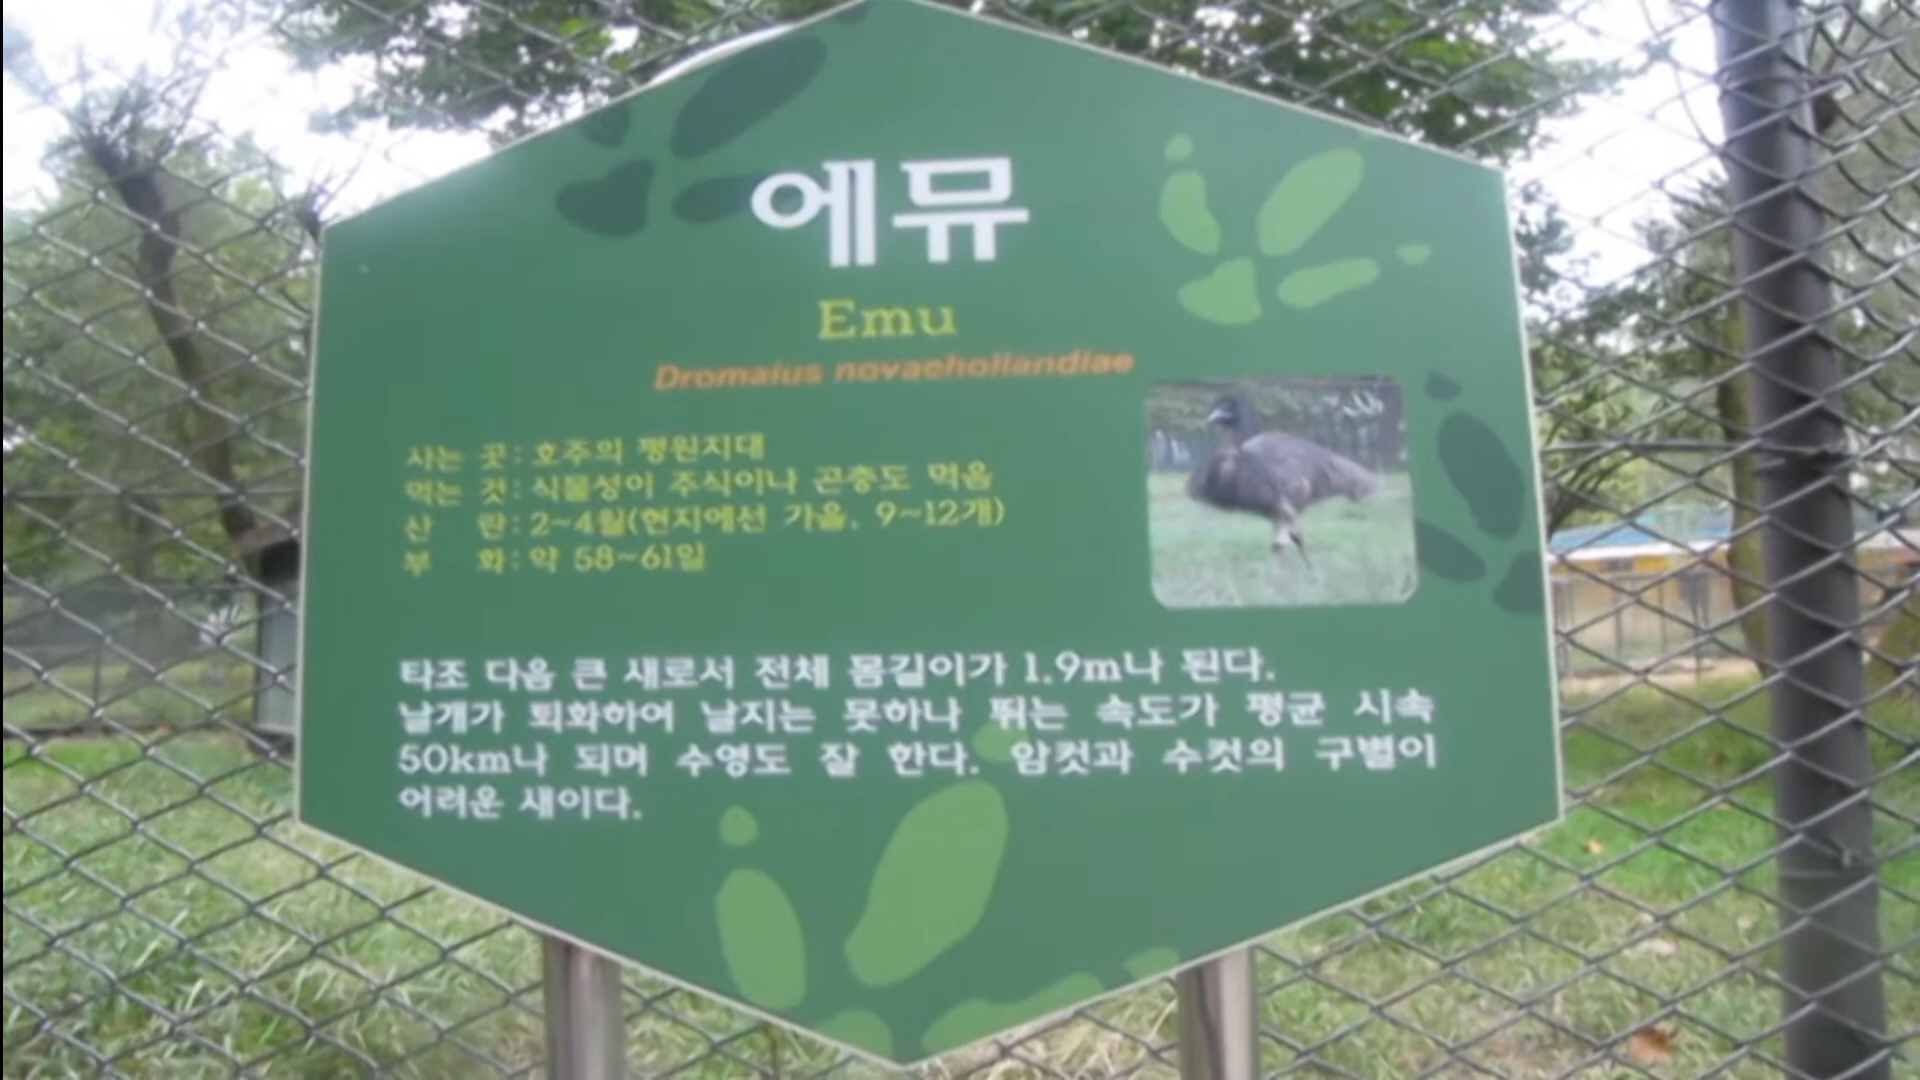 에뮤
Emu
Dromaius novaehollandiae
사는 곳 : 호주의 평원지대
먹는 것 : 식물성이 주식이나 곤충도 먹음
산 란 : 2~4월(현지에선 가을, 9~12개)
부 화 : 약 58~61일
타조 다음 큰 새로서 전체 몸길이가 1.9m나 된다.
날개가 퇴화하여 날지는 못하나 뛰는 속도가 평균 시속
50km나 되며 수영도 잘 한다. 암컷과 수컷의 구별이
어려운 새이다.